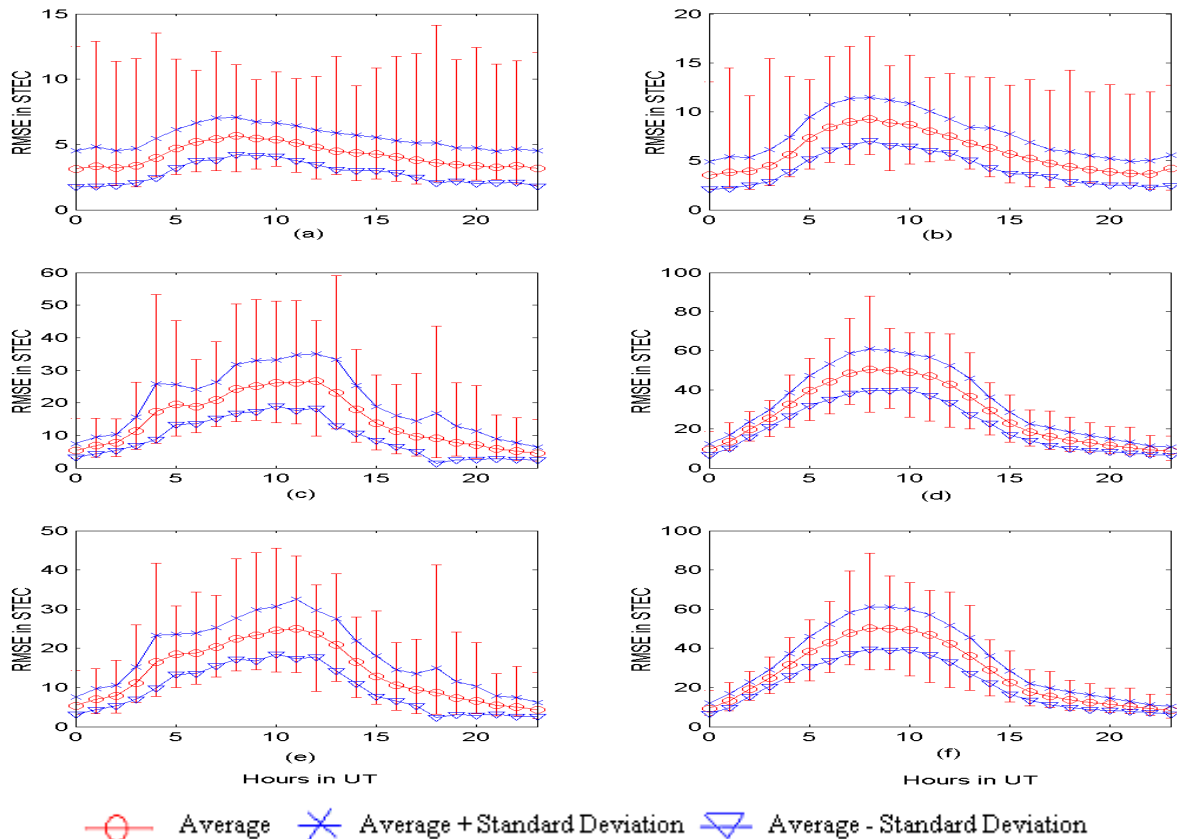 15
10
5
0
RMSE in STEC
0 5 10 15 20
(a)
20
15
10
5
0
RMSE in STEC
0 5 10 15 20
(b)
60
50
40
30
20
10
0
RMSE in STEC
0 5 10 15 20
(c)
100
80
60
40
20
0
RMSE in STEC
0 5 10 15 20
(d)
50
40
30
20
10
0
RMSE in STEC
0 5 10 15 20
(e)
Hours in UT
100
80
60
40
20
0
RMSE in STEC
0 5 10 15 20
(f)
Hours in UT
Average
Average + Standard Deviation
Average - Standard Deviation